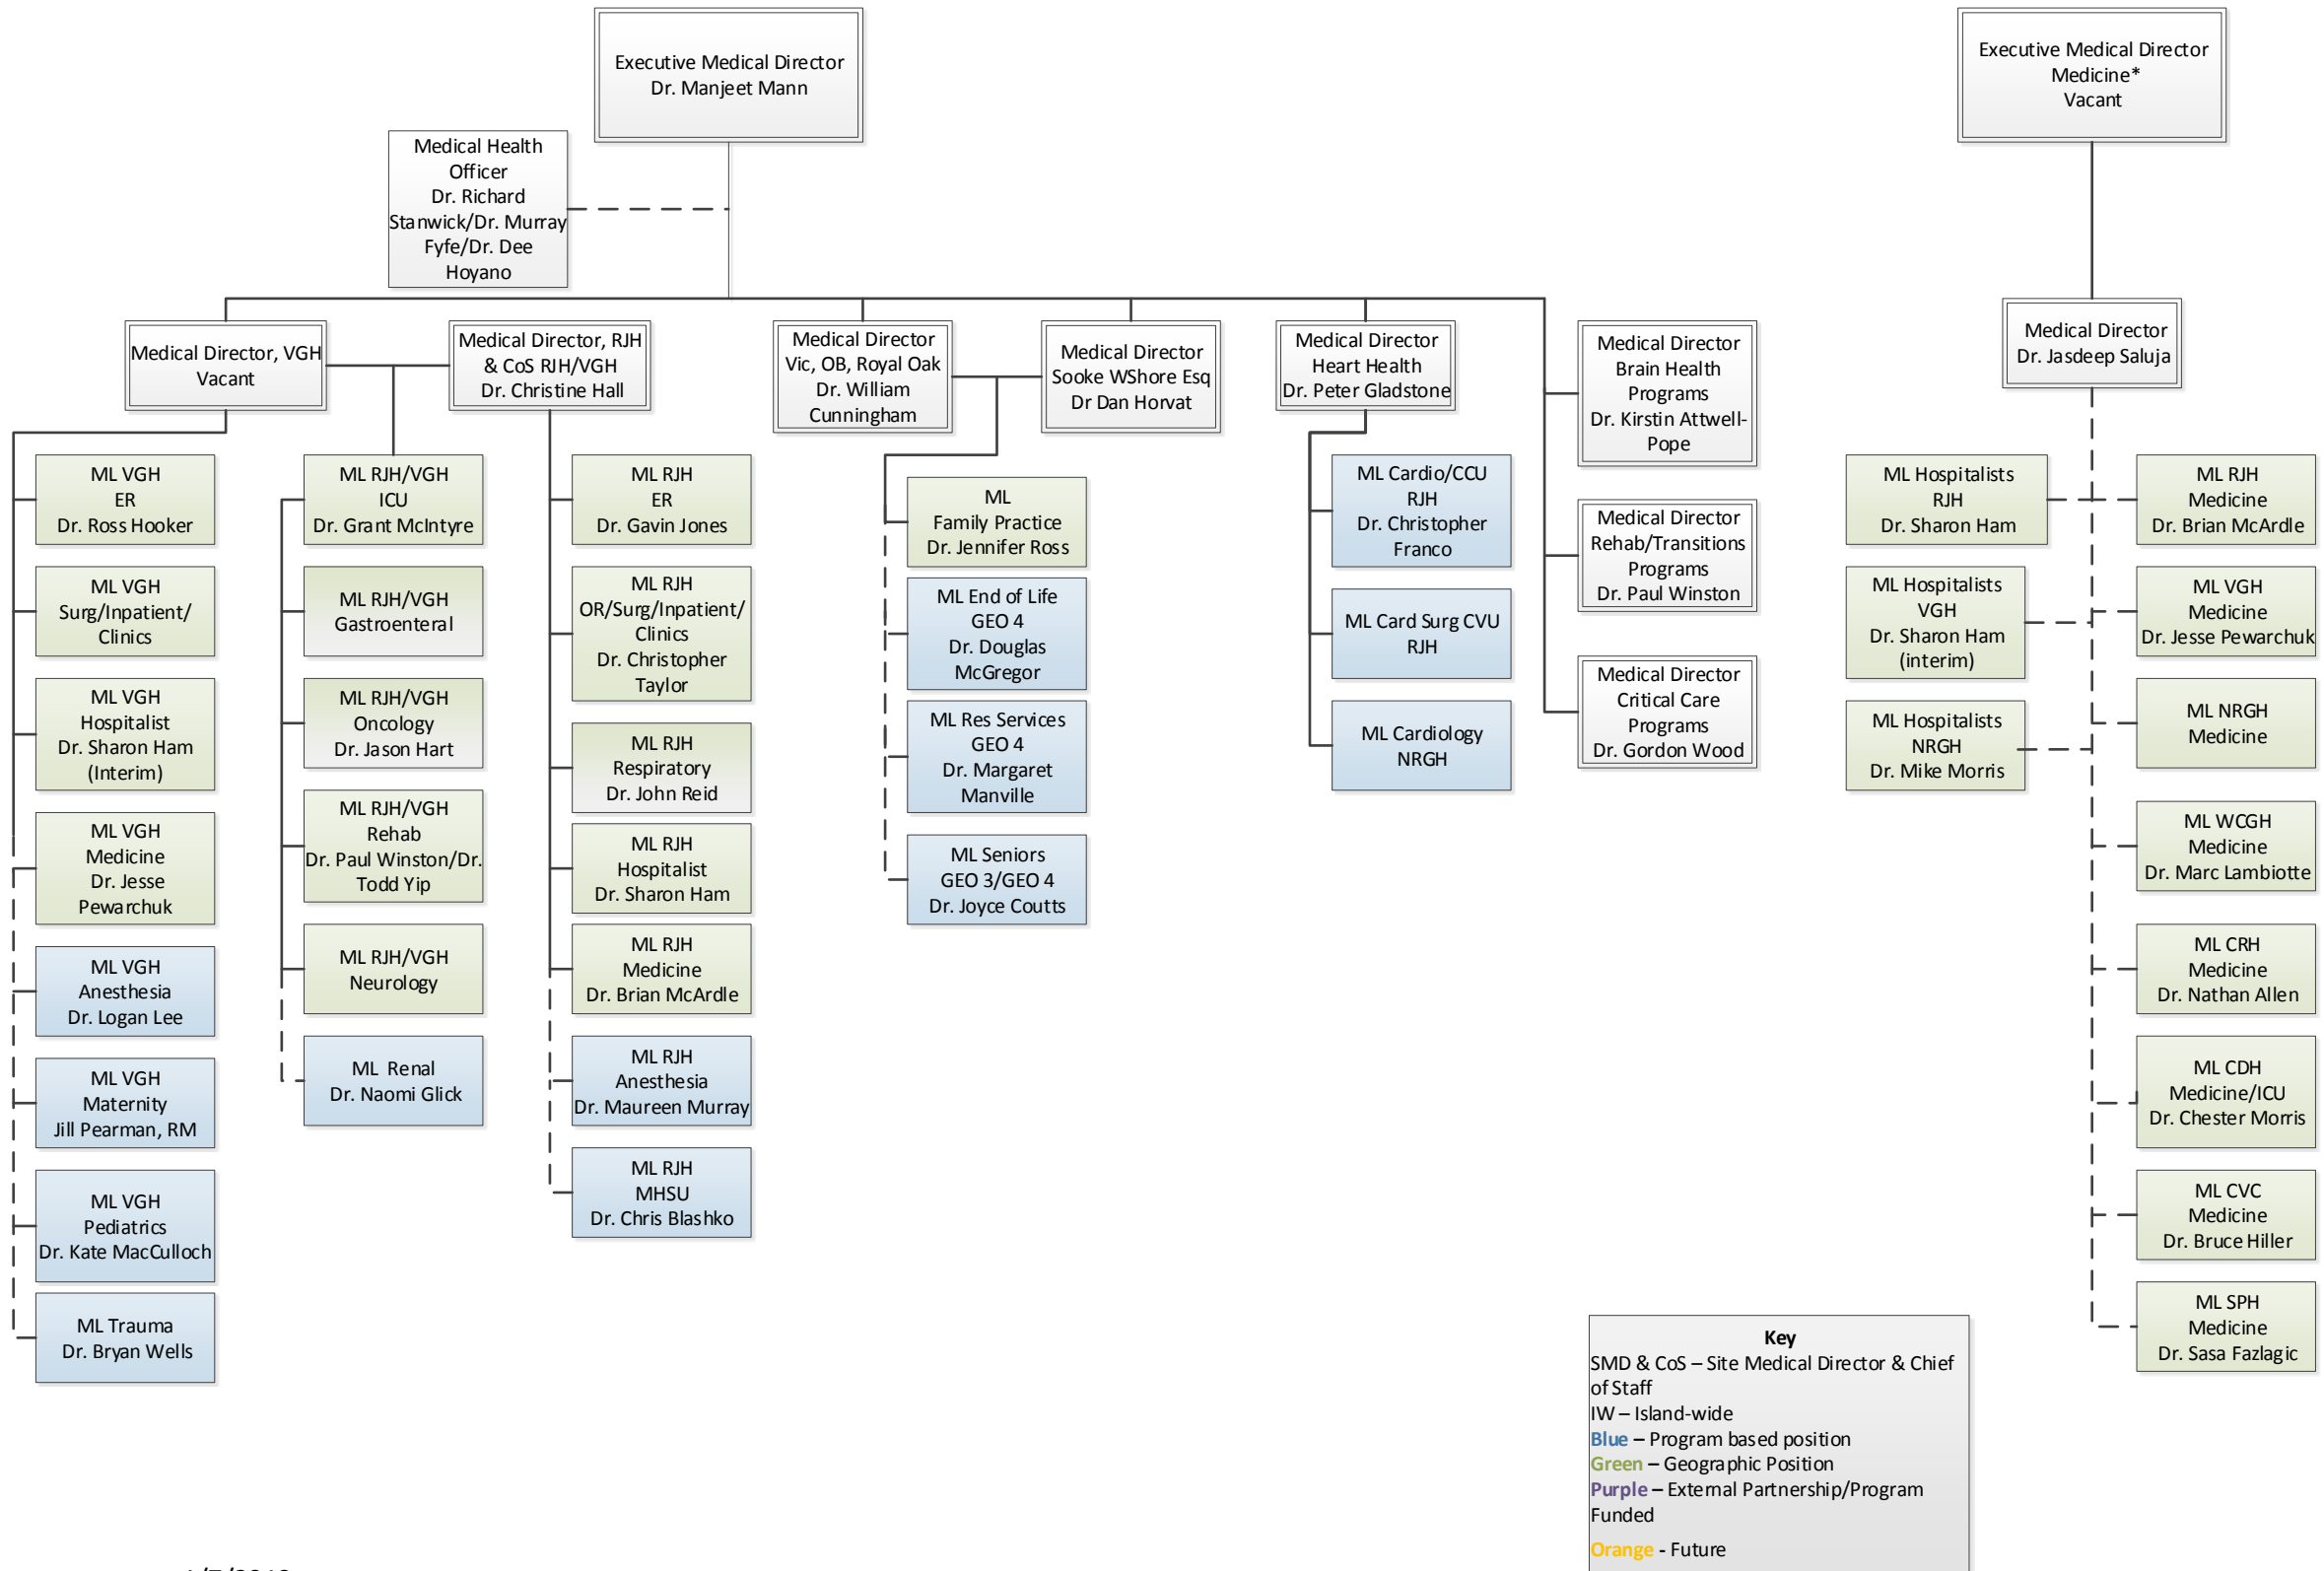 Executive Medical Director
Dr. Manjeet Mann
Executive Medical Director
Medicine*
Vacant
Medical Health
Officer
Dr. Richard
Stanwick/Dr. Murray
Fyfe/Dr. Dee
Hoyano
Medical Director, VGH
Vacant
Medical Director, RJH
& CoS RJH/VGH
Dr. Christine Hall
Medical Director
Vic, OB, Royal Oak
Dr. William
Cunningham
Medical Director
Sooke WShore Esq
Dr Dan Horvat
Medical Director
Heart Health
Dr. Peter Gladstone
Medical Director
Brain Health
Programs
Dr. Kirstin Attwell-
Pope
Medical Director
Rehab/Transitions
Programs
Dr. Paul Winston
Medical Director
Critical Care
Programs
Dr. Gordon Wood
Medical Director
Dr. Jasdeep Saluja
ML VGH
ER
Dr. Ross Hooker
ML VGH
Surg/Inpatient/
Clinics
ML VGH
Hospitalist
Dr. Sharon Ham
(Interim)
ML VGH
Medicine
Dr. Jesse
Pewarchuk
ML VGH
Anesthesia
Dr. Logan Lee
ML VGH
Maternity
Jill Pearman, RM
ML VGH
Pediatrics
Dr. Kate MacCulloch
ML Trauma
Dr. Bryan Wells
ML RJH/VGH
ICU
Dr. Grant McIntyre
ML RJH/VGH
Gastroenteral
ML RJH/VGH
Oncology
Dr. Jason Hart
ML RJH/VGH
Rehab
Dr. Paul Winston/Dr.
Todd Yip
ML RJH/VGH
Neurology
ML Renal
Dr. Naomi Glick
ML RJH
ER
Dr. Gavin Jones
ML RJH
OR/Surg/Inpatient/
Clinics
Dr. Christopher
Taylor
ML RJH
Respiratory
Dr. John Reid
ML RJH
Hospitalist
Dr. Sharon Ham
ML RJH
Medicine
Dr. Brian McArdle
ML RJH
Anesthesia
Dr. Maureen Murray
ML RJH
MHSU
Dr. Chris Blashko
ML
Family Practice
Dr. Jennifer Ross
ML End of Life
GEO 4
Dr. Douglas
McGregor
ML Res Services
GEO 4
Dr. Margaret
Manville
ML Seniors
GEO 3/GEO 4
Dr. Joyce Coutts
ML Cardio/CCU
RJH
Dr. Christopher
Franco
ML Card Surg CVU
RJH
ML Cardiology
NRGH
ML Hospitalists
RJH
Dr. Sharon Ham
ML Hospitalists
VGH
Dr. Sharon Ham
(interim)
ML Hospitalists
NRGH
Dr. Mike Morris
ML RJH
Medicine
Dr. Brian McArdle
ML VGH
Medicine
Dr. Jesse Pewarchuk
ML NRGH
Medicine
ML WCGH
Medicine
Dr. Marc Lambiotte
ML CRH
Medicine
Dr. Nathan Allen
ML CDH
Medicine/ICU
Dr. Chester Morris
ML CVC
Medicine
Dr. Bruce Hiller
ML SPH
Medicine
Dr. Sasa Fazlagic
Key
SMD & CoS – Site Medical Director & Chief
of Staff
IW – Island-wide
Blue – Program based position
Green – Geographic Position
Purple – External Partnership/Program
Funded
Orange - Future